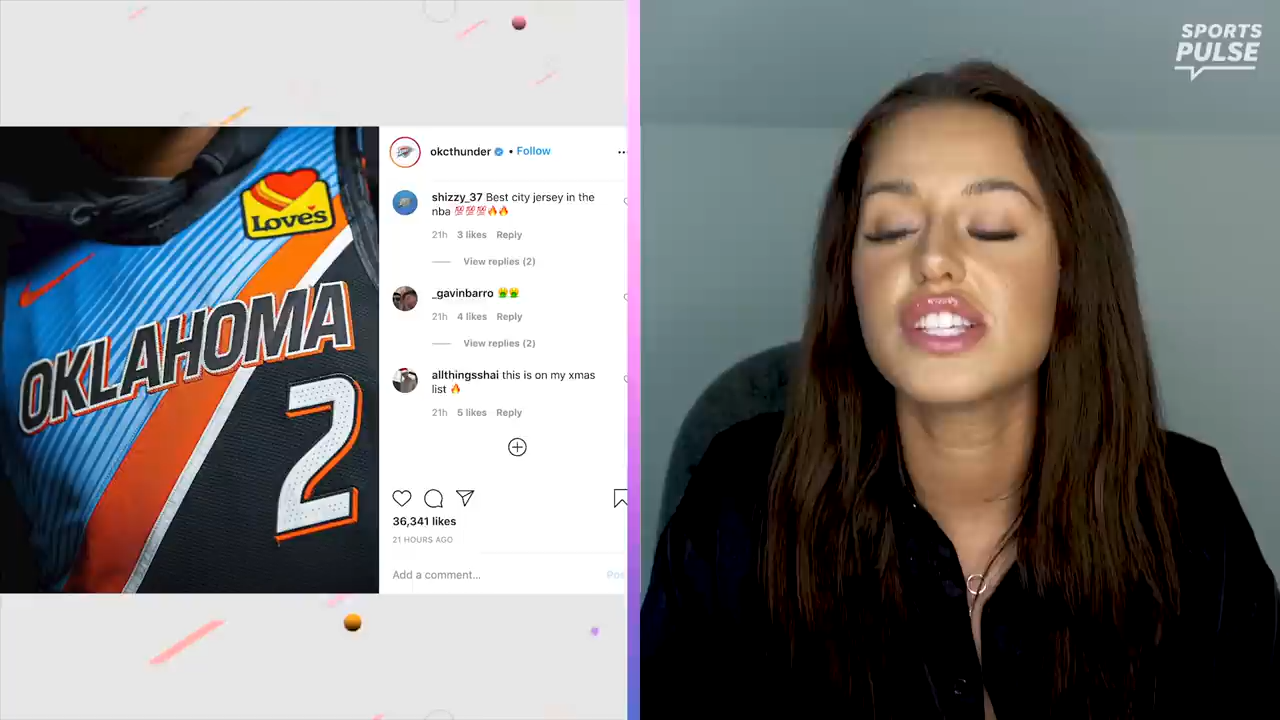 SPORTS
PULSE
okcthunder • Follow
Love's
OKLAHOMA
2
shizzy_37 Best city jersey in the
nba 💯💯💯🔥🔥
21h 3 likes Reply
View replies (2)
_gavinbarro 🤑🤑
21h 4 likes Reply
View replies (2)
allthingsshai this is on my xmas
list 🔥
21h 5 likes Reply
36,341 likes
21 HOURS AGO
Add a comment...
Pos